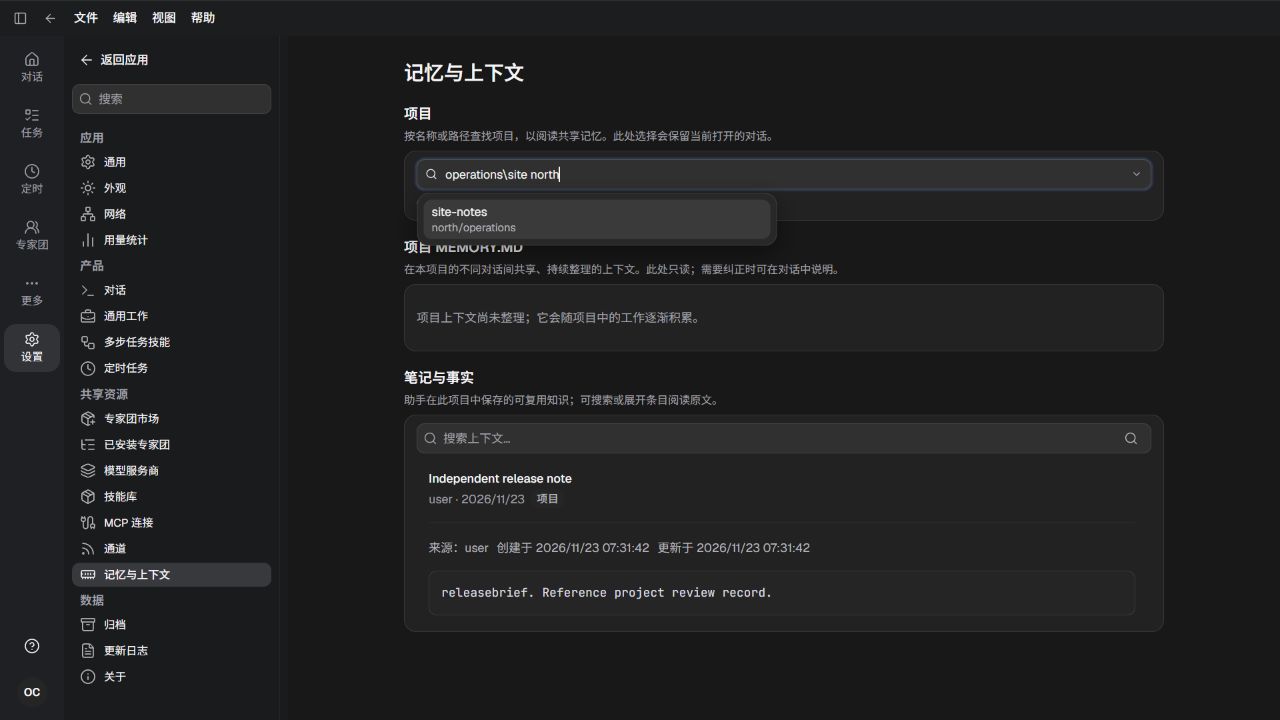 文件 编辑 视图 帮助
对话
任务
定时
专家团
更多
设置
OC
返回应用
搜索
应用
通用
外观
网络
用量统计
产品
对话
通用工作
多步任务技能
定时任务
共享资源
专家团市场
已安装专家团
模型服务商
技能库
MCP 连接
通道
记忆与上下文
数据
归档
更新日志
关于
记忆与上下文
项目
按名称或路径查找项目，以阅读共享记忆。此处选择会保留当前打开的对话。
operations\site north
site-notes
north/operations
项目 MEMORY.MD
在本项目的不同对话间共享、持续整理的上下文。此处只读；需要纠正时可在对话中说明。
项目上下文尚未整理；它会随项目中的工作逐渐积累。
笔记与事实
助手在此项目中保存的可复用知识；可搜索或展开条目阅读原文。
搜索上下文...
Independent release note
user · 2026/11/23 项目
来源：user 创建于 2026/11/23 07:31:42 更新于 2026/11/23 07:31:42
releasebrief. Reference project review record.